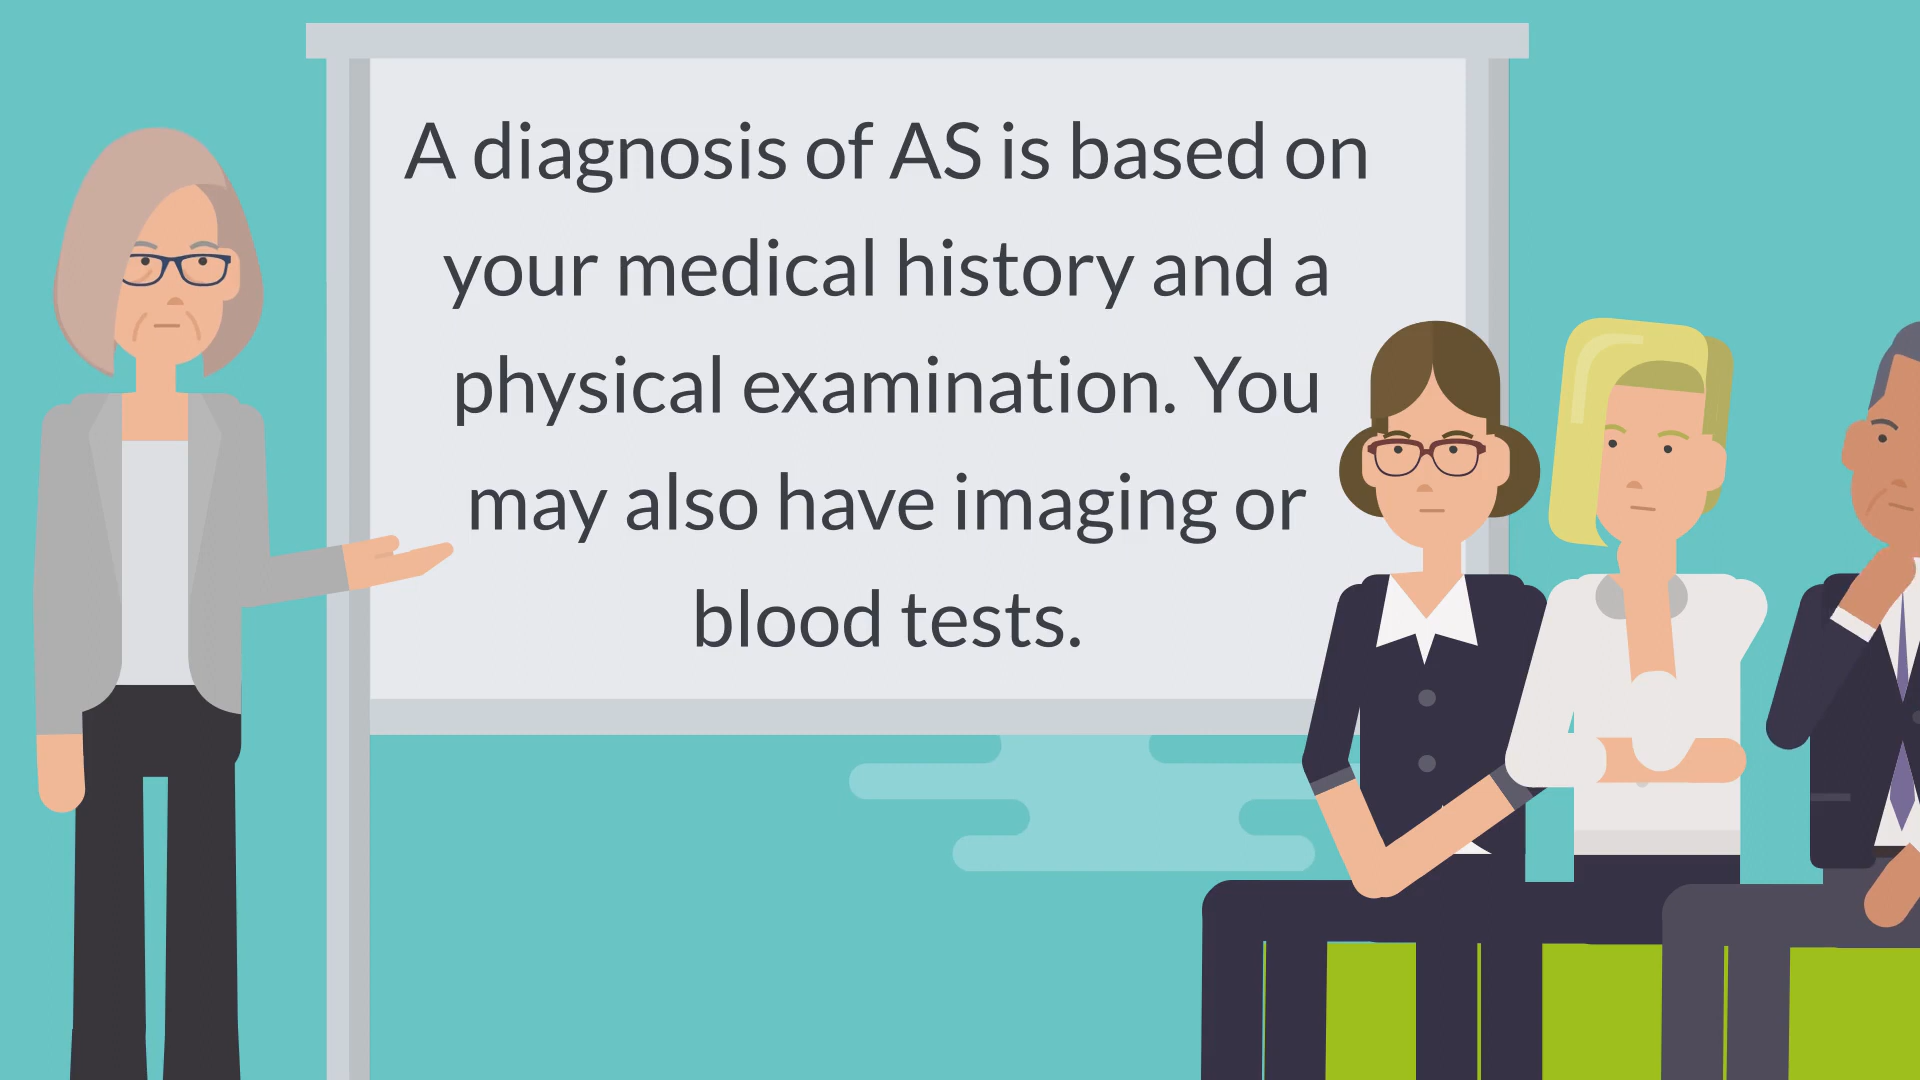 A diagnosis of AS is based on
your medical history and a
physical examination. You
may also have imaging or
blood tests.